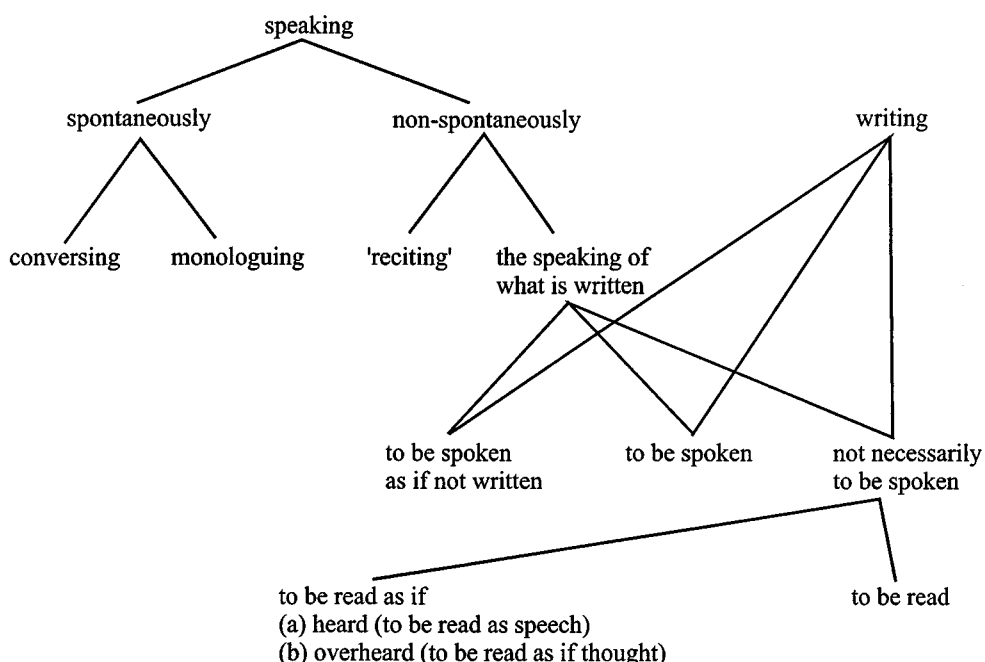 speaking
spontaneously
non-spontaneously
writing
conversing
monologuing
'reciting'
the speaking of
what is written
to be spoken
as if not written
to be spoken
not necessarily
to be spoken
to be read as if
(a) heard (to be read as speech)
(b) overheard (to be read as if thought)
to be read